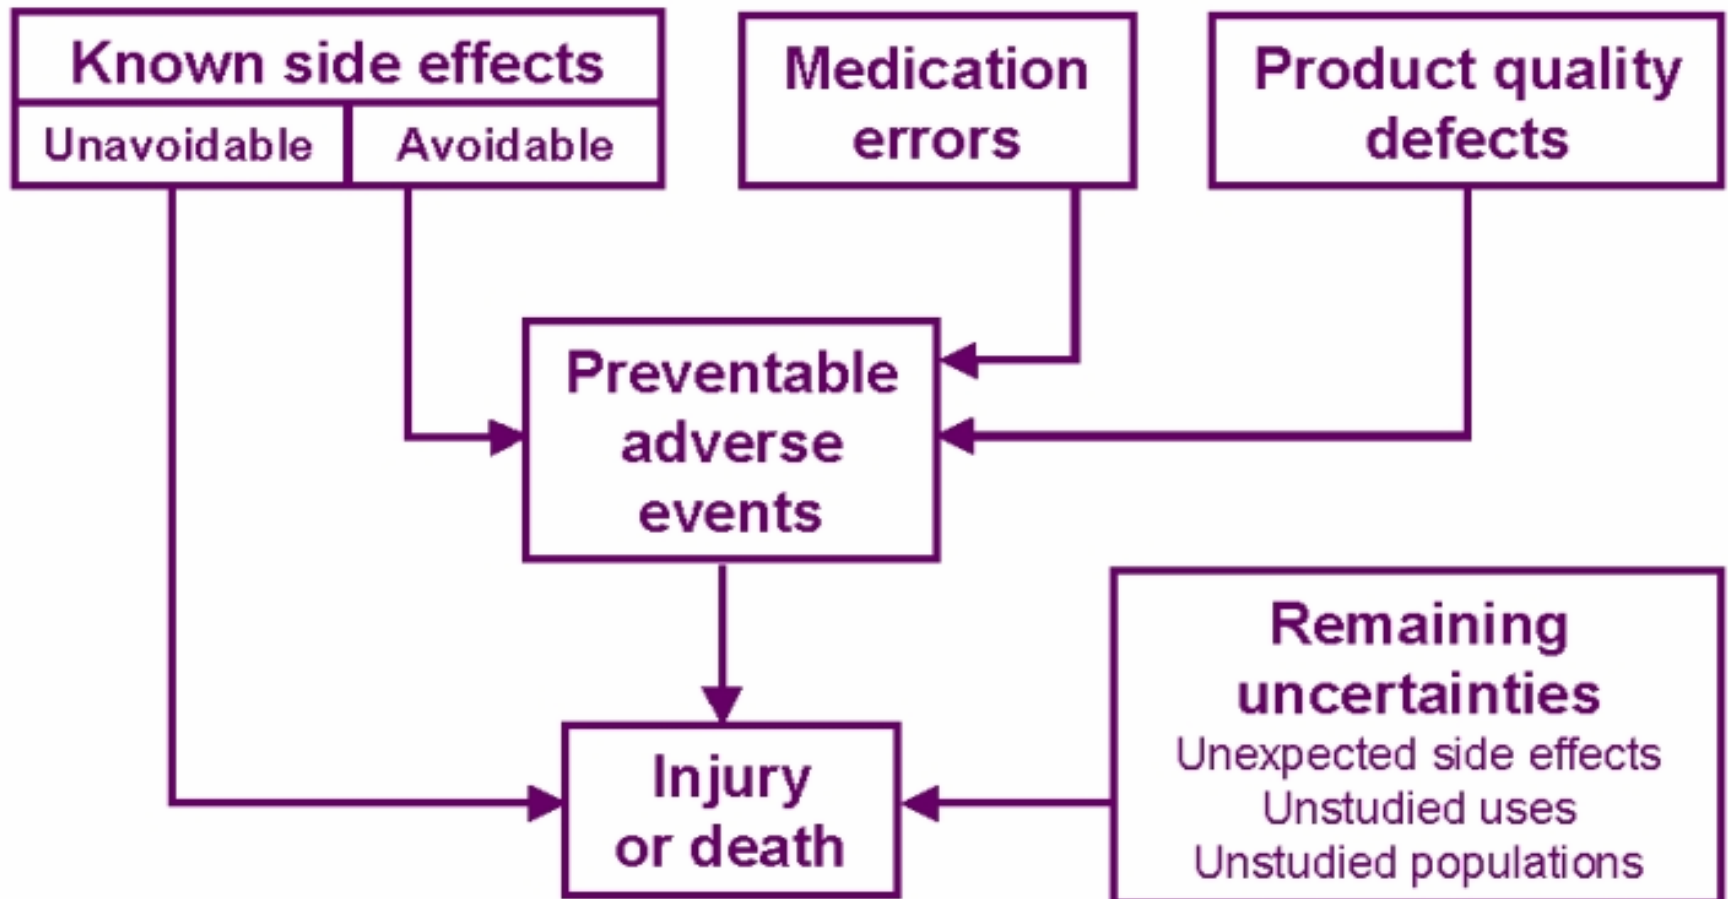 Known side effects
Unavoidable
Avoidable
Medication
errors
Product quality
defects
Preventable
adverse
events
Injury
or death
Remaining
uncertainties
Unexpected side effects
Unstudied uses
Unstudied populations